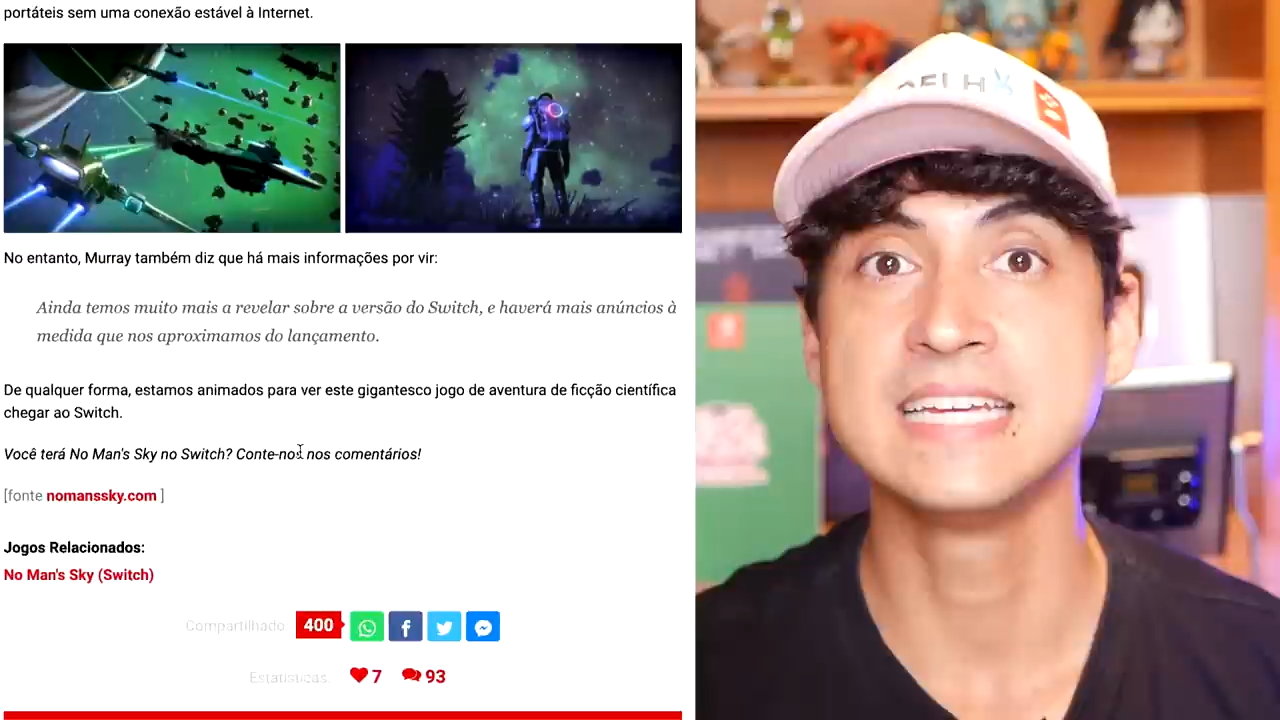 portáteis sem uma conexão estável à Internet.
No entanto, Murray também diz que há mais informações por vir:
Ainda temos muito mais a revelar sobre a versão do Switch, e haverá mais anúncios à
medida que nos aproximamos do lançamento.
De qualquer forma, estamos animados para ver este gigantesco jogo de aventura de ficção científica
chegar ao Switch.
Você terá No Man's Sky no Switch? Conte-nos nos comentários!
[fonte nomanssky.com ]
Jogos Relacionados:
No Man's Sky (Switch)
Compartilhado: 400
Estatísticas: 7 93